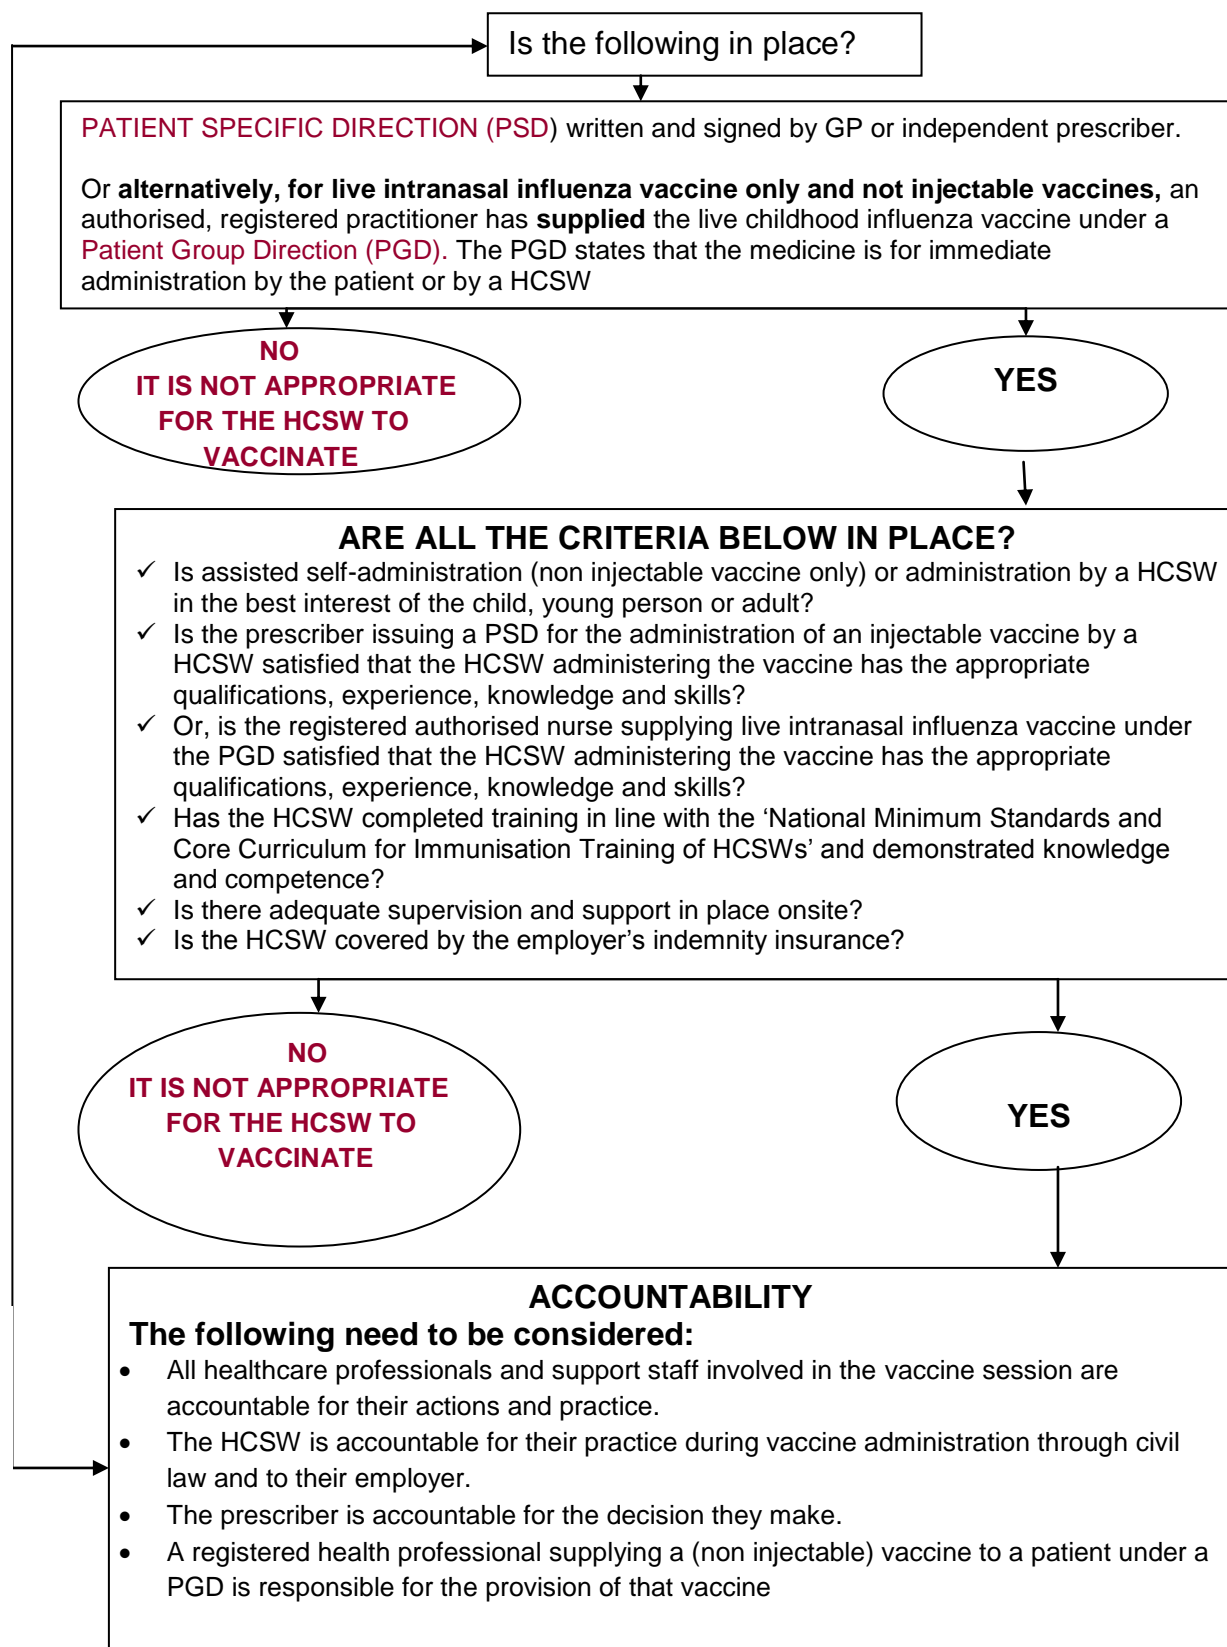 Is the following in place?
PATIENT SPECIFIC DIRECTION (PSD) written and signed by GP or independent prescriber.
Or alternatively, for live intranasal influenza vaccine only and not injectable vaccines, an
authorised, registered practitioner has supplied the live childhood influenza vaccine under a
Patient Group Direction (PGD). The PGD states that the medicine is for immediate
administration by the patient or by a HCSW
NO
IT IS NOT APPROPRIATE
FOR THE HCSW TO
VACCINATE
YES
ARE ALL THE CRITERIA BELOW IN PLACE?
✓ Is assisted self-administration (non injectable vaccine only) or administration by a HCSW
in the best interest of the child, young person or adult?
✓ Is the prescriber issuing a PSD for the administration of an injectable vaccine by a
HCSW satisfied that the HCSW administering the vaccine has the appropriate
qualifications, experience, knowledge and skills?
✓ Or, is the registered authorised nurse supplying live intranasal influenza vaccine under
the PGD satisfied that the HCSW administering the vaccine has the appropriate
qualifications, experience, knowledge and skills?
✓ Has the HCSW completed training in line with the ‘National Minimum Standards and
Core Curriculum for Immunisation Training of HCSWs’ and demonstrated knowledge
and competence?
✓ Is there adequate supervision and support in place onsite?
✓ Is the HCSW covered by the employer’s indemnity insurance?
NO
IT IS NOT APPROPRIATE
FOR THE HCSW TO
VACCINATE
YES
ACCOUNTABILITY
The following need to be considered:
• All healthcare professionals and support staff involved in the vaccine session are
accountable for their actions and practice.
• The HCSW is accountable for their practice during vaccine administration through civil
law and to their employer.
• The prescriber is accountable for the decision they make.
• A registered health professional supplying a (non injectable) vaccine to a patient under a
PGD is responsible for the provision of that vaccine